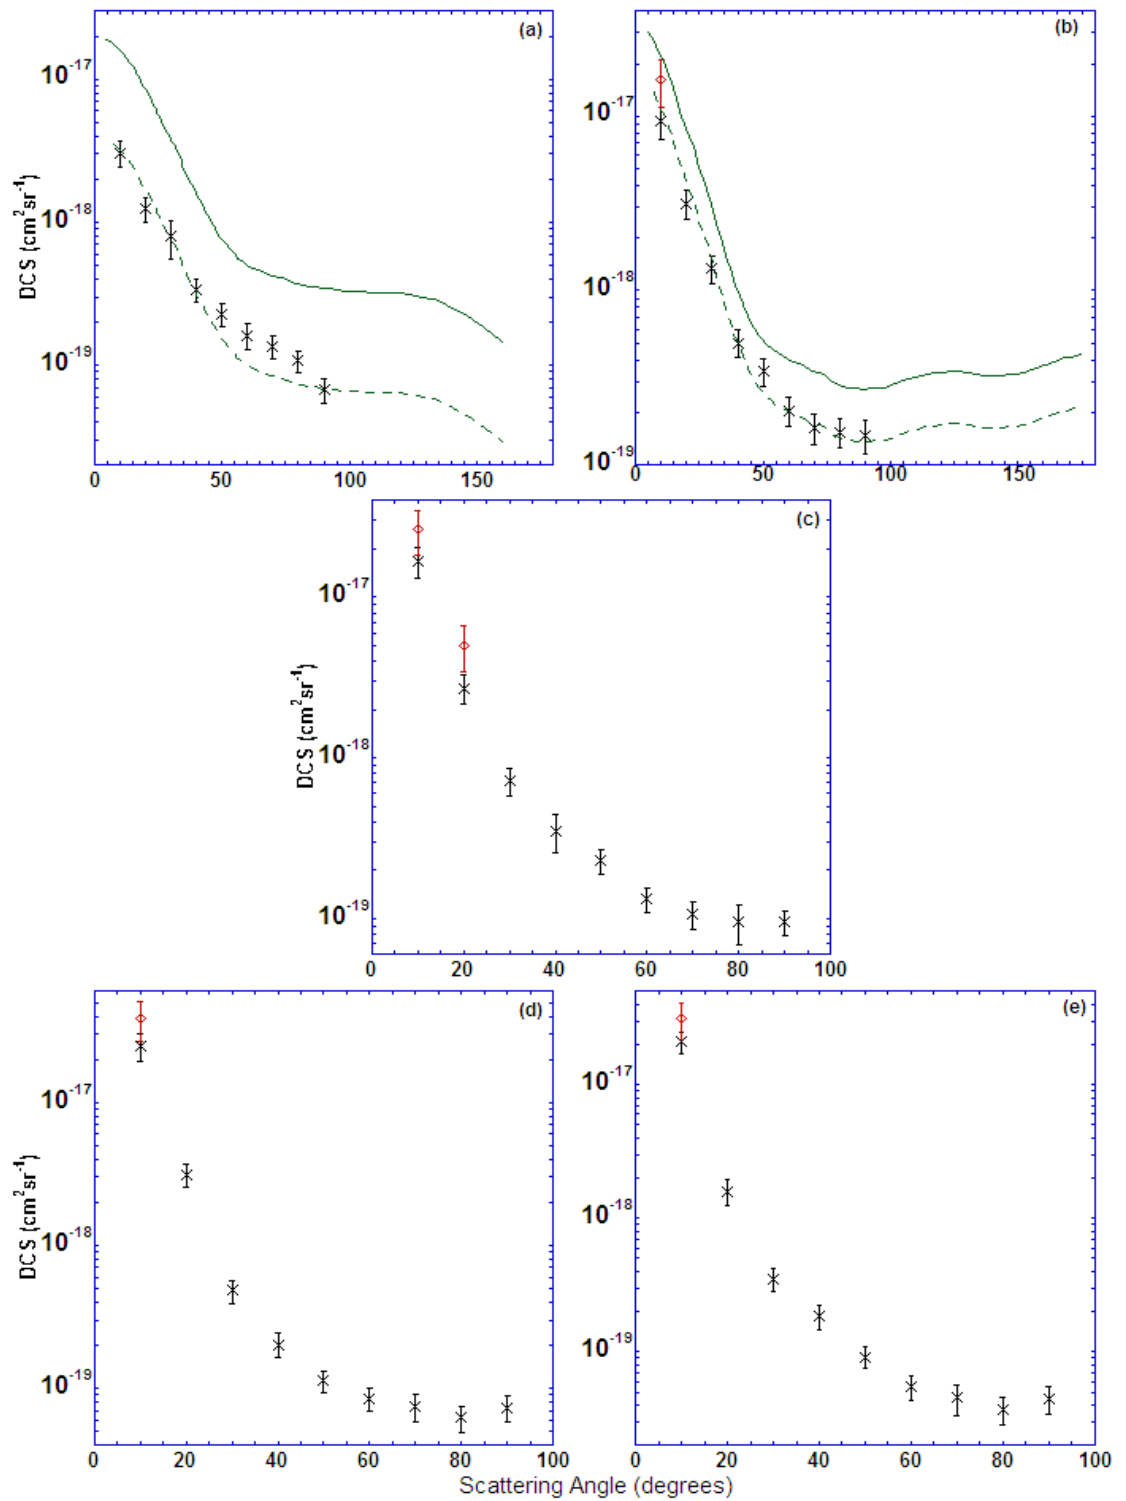 (a)
10^-17
10^-18
10^-19
DCS (cm^2sr^-1)
0 50 100 150
(b)
10^-17
10^-18
10^-19
0 50 100 150
(c)
10^-17
10^-18
10^-19
DCS (cm^2sr^-1)
0 20 40 60 80 100
(d)
10^-17
10^-18
10^-19
DCS (cm^2sr^-1)
0 20 40 60 80
(e)
10^-17
10^-18
10^-19
0 20 40 60 80 100
Scattering Angle (degrees)